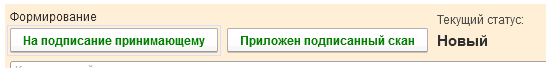 Формирование
Текущий статус:
На подписание принимающему
Приложен подписанный скан
Новый